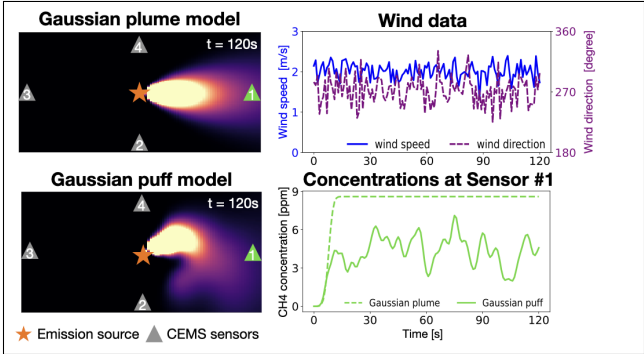 Gaussian plume model
t = 120s
4
3
1
2
Wind data
Wind speed [m/s]
3
2
1
0
360
270
180
Wind direction [degree]
wind speed
wind direction
0 30 60 90 120
Gaussian puff model
t=120s
4
3
1
2
Emission source
CEMS sensors
Concentrations at Sensor #1
CH4 concentration [ppm]
9
6
3
0
Gaussian plume
Gaussian puff
0 30 60 90 120
Time [s]